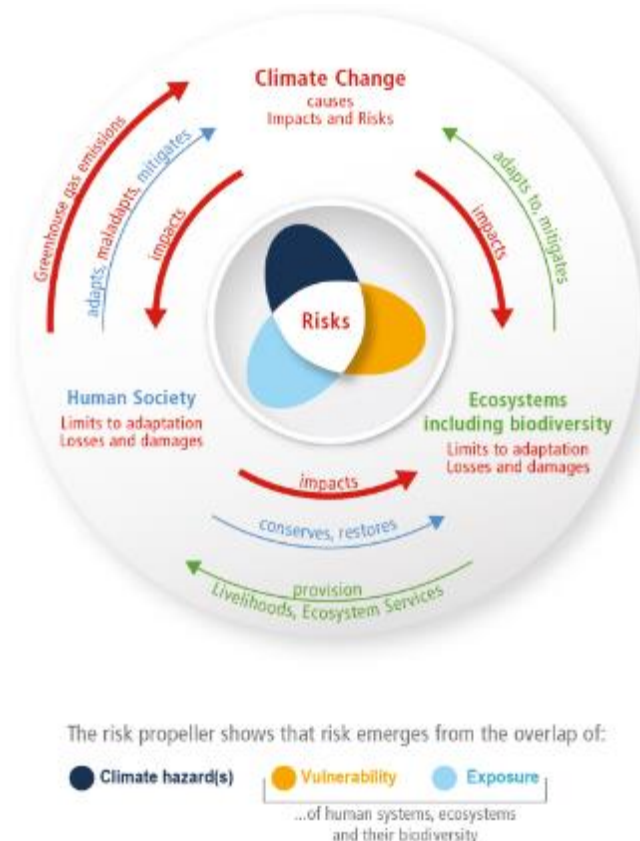 Climate Change
causes
Impacts and Risks
Greenhouse gas emissions
adapts, maladapts, mitigates
impacts
impacts
adapts to, mitigates
Risks
Human Society
Limits to adaptation
Losses and damages
Ecosystems
including biodiversity
Limits to adaptation
Losses and damages
impacts
conserves, restores
provision
Livelihoods, Ecosystem Services
The risk propeller shows that risk emerges from the overlap of:
Climate hazard(s) Vulnerability Exposure
...of human systems, ecosystems
and their biodiversity